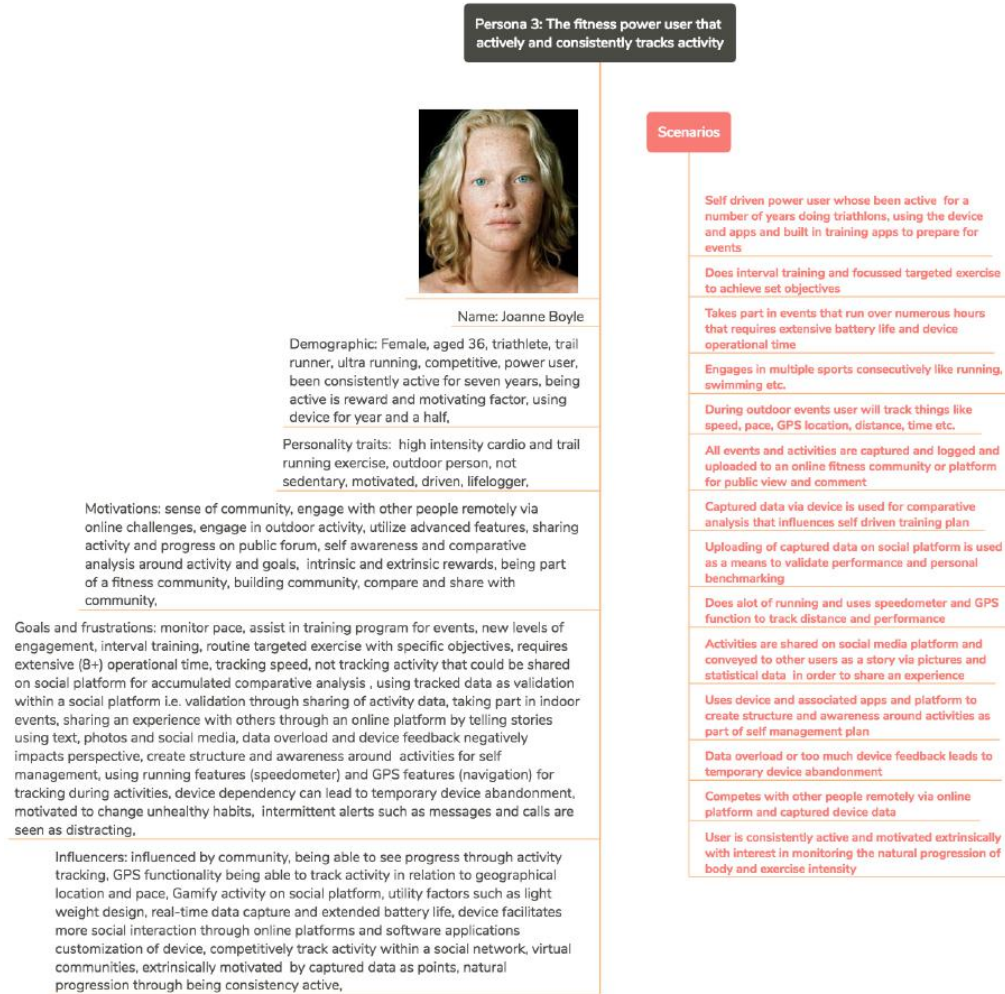 Persona 3: The fitness power user that
actively and consistently tracks activity
Name: Joanne Boyle
Demographic: Female, aged 36, triathlete, trail
runner, ultra running, competitive, power user,
been consistently active for seven years, being
active is reward and motivating factor, using
device for year and a half,
Personality traits:  high intensity cardio and trail
running exercise, outdoor person, not
sedentary, motivated, driven, lifelogger,
Motivations: sense of community, engage with other people remotely via
online challenges, engage in outdoor activity, utilize advanced features, sharing
activity and progress on public forum, self awareness and comparative
analysis around activity and goals,  intrinsic and extrinsic rewards, being part
of a fitness community, building community, compare and share with
community,
Goals and frustrations: monitor pace, assist in training program for events, new levels of
engagement, interval training, routine targeted exercise with specific objectives, requires
extensive (8+) operational time, tracking speed, not tracking activity that could be shared
on social platform for accumulated comparative analysis , using tracked data as validation
within a social platform i.e. validation through sharing of activity data, taking part in indoor
events, sharing an experience with others through an online platform by telling stories
using text, photos and social media, data overload and device feedback negatively
impacts perspective, create structure and awareness around  activities for self
management, using running features (speedometer) and GPS features (navigation) for
tracking during activities, device dependency can lead to temporary device abandonment,
motivated to change unhealthy habits,  intermittent alerts such as messages and calls are
seen as distracting,
Influencers: influenced by community, being able to see progress through activity
tracking, GPS functionality being able to track activity in relation to geographical
location and pace, Gamify activity on social platform, utility factors such as light
weight design, real-time data capture and extended battery life, device facilitates
more social interaction through online platforms and software applications
customization of device, competitively track activity within a social network, virtual
communities, extrinsically motivated  by captured data as points, natural
progression through being consistency active,
Scenarios
Self driven power user whose been active  for a
number of years doing triathlons, using the device
and apps and built in training apps to prepare for
events
Does interval training and focussed targeted exercise
to achieve set objectives
Takes part in events that run over numerous hours
that requires extensive battery life and device
operational time
Engages in multiple sports consecutively like running,
swimming etc.
During outdoor events user will track things like
speed, pace, GPS location, distance, time etc.
All events and activities are captured and logged and
uploaded to an online fitness community or platform
for public view and comment
Captured data via device is used for comparative
analysis that influences self driven training plan
Uploading of captured data on social platform is used
as a means to validate performance and personal
benchmarking
Does alot of running and uses speedometer and GPS
function to track distance and performance
Activities are shared on social media platform and
conveyed to other users as a story via pictures and
statistical data  in order to share an experience
Uses device and associated apps and platform to
create structure and awareness around activities as
part of self management plan
Data overload or too much device feedback leads to
temporary device abandonment
Competes with other people remotely via online
platform and captured device data
User is consistently active and motivated extrinsically
with interest in monitoring the natural progression of
body and exercise intensity